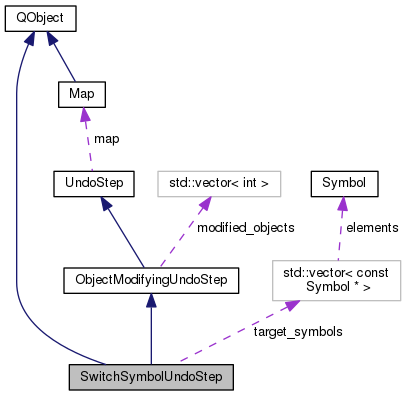 QObject
Map
map
UndoStep
std::vector< int >
Symbol
modified_objects
elements
ObjectModifyingUndoStep
std::vector< const
Symbol * >
target_symbols
SwitchSymbolUndoStep